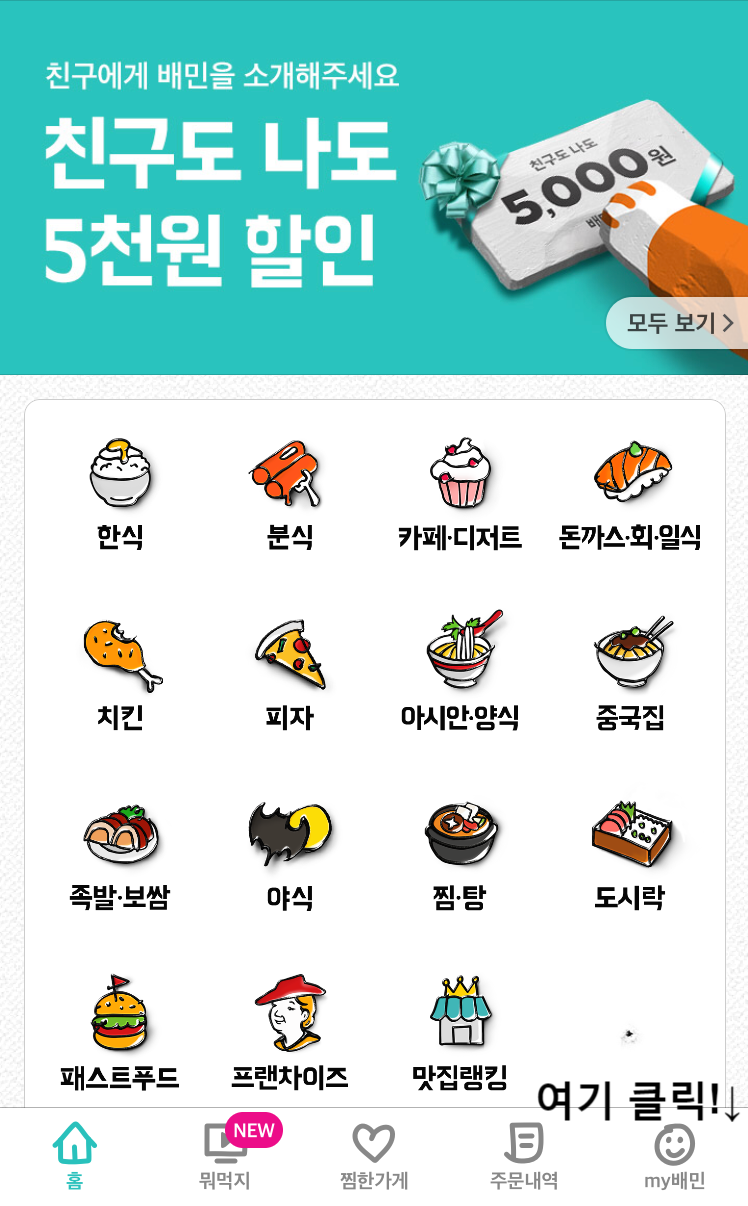 친구에게 배민을 소개해주세요
친구도 나도
5천원 할인
친구도 나도
5,000원
모두 보기 >
한식 분식 카페·디저트 돈까스·회·일식
치킨 피자 아시안·양식 중국집
족발·보쌈 야식 찜·탕 도시락
패스트푸드 프랜차이즈 맛집랭킹
여기 클릭!↓
NEW
홈 뭐먹지 찜한가게 주문내역 my배민